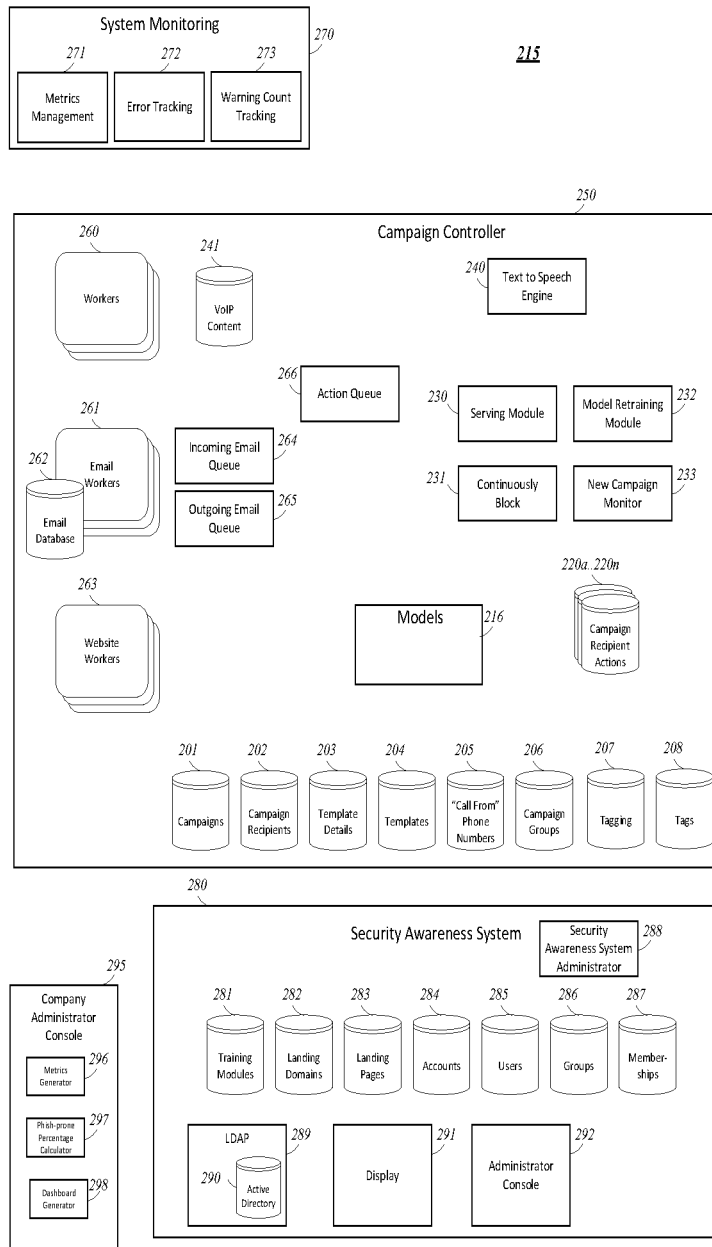 System Monitoring
270
271
272
273
Metrics
Management
Error Tracking
Warning Count
Tracking
215
250
Campaign Controller
260
Workers
241
VoIP
Content
240
Text to Speech
Engine
266
Action Queue
230
Serving Module
Model Retraining
Module
232
261
Email
Workers
262
Email
Database
Incoming Email
Queue
264
Outgoing Email
Queue
265
231
Continuously
Block
New Campaign
Monitor
233
263
Website
Workers
Models
216
220a..220n
Campaign
Recipient
Actions
201
202
203
204
205
206
207
208
Campaigns
Campaign
Recipients
Template
Details
Templates
"Call From"
Phone
Numbers
Campaign
Groups
Tagging
Tags
280
Security Awareness System
Security
Awareness System
Administrator
288
281
282
283
284
285
286
287
Training
Modules
Landing
Domains
Landing
Pages
Accounts
Users
Groups
Member-
ships
LDAP
289
290
Active
Directory
Display
291
Administrator
Console
292
295
Company
Administrator
Console
Metrics
Generator
296
Phish-prone
Percentage
Calculator
297
Dashboard
Generator
298